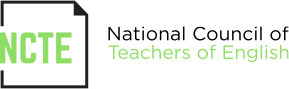 NCTE
National Council of
Teachers of English